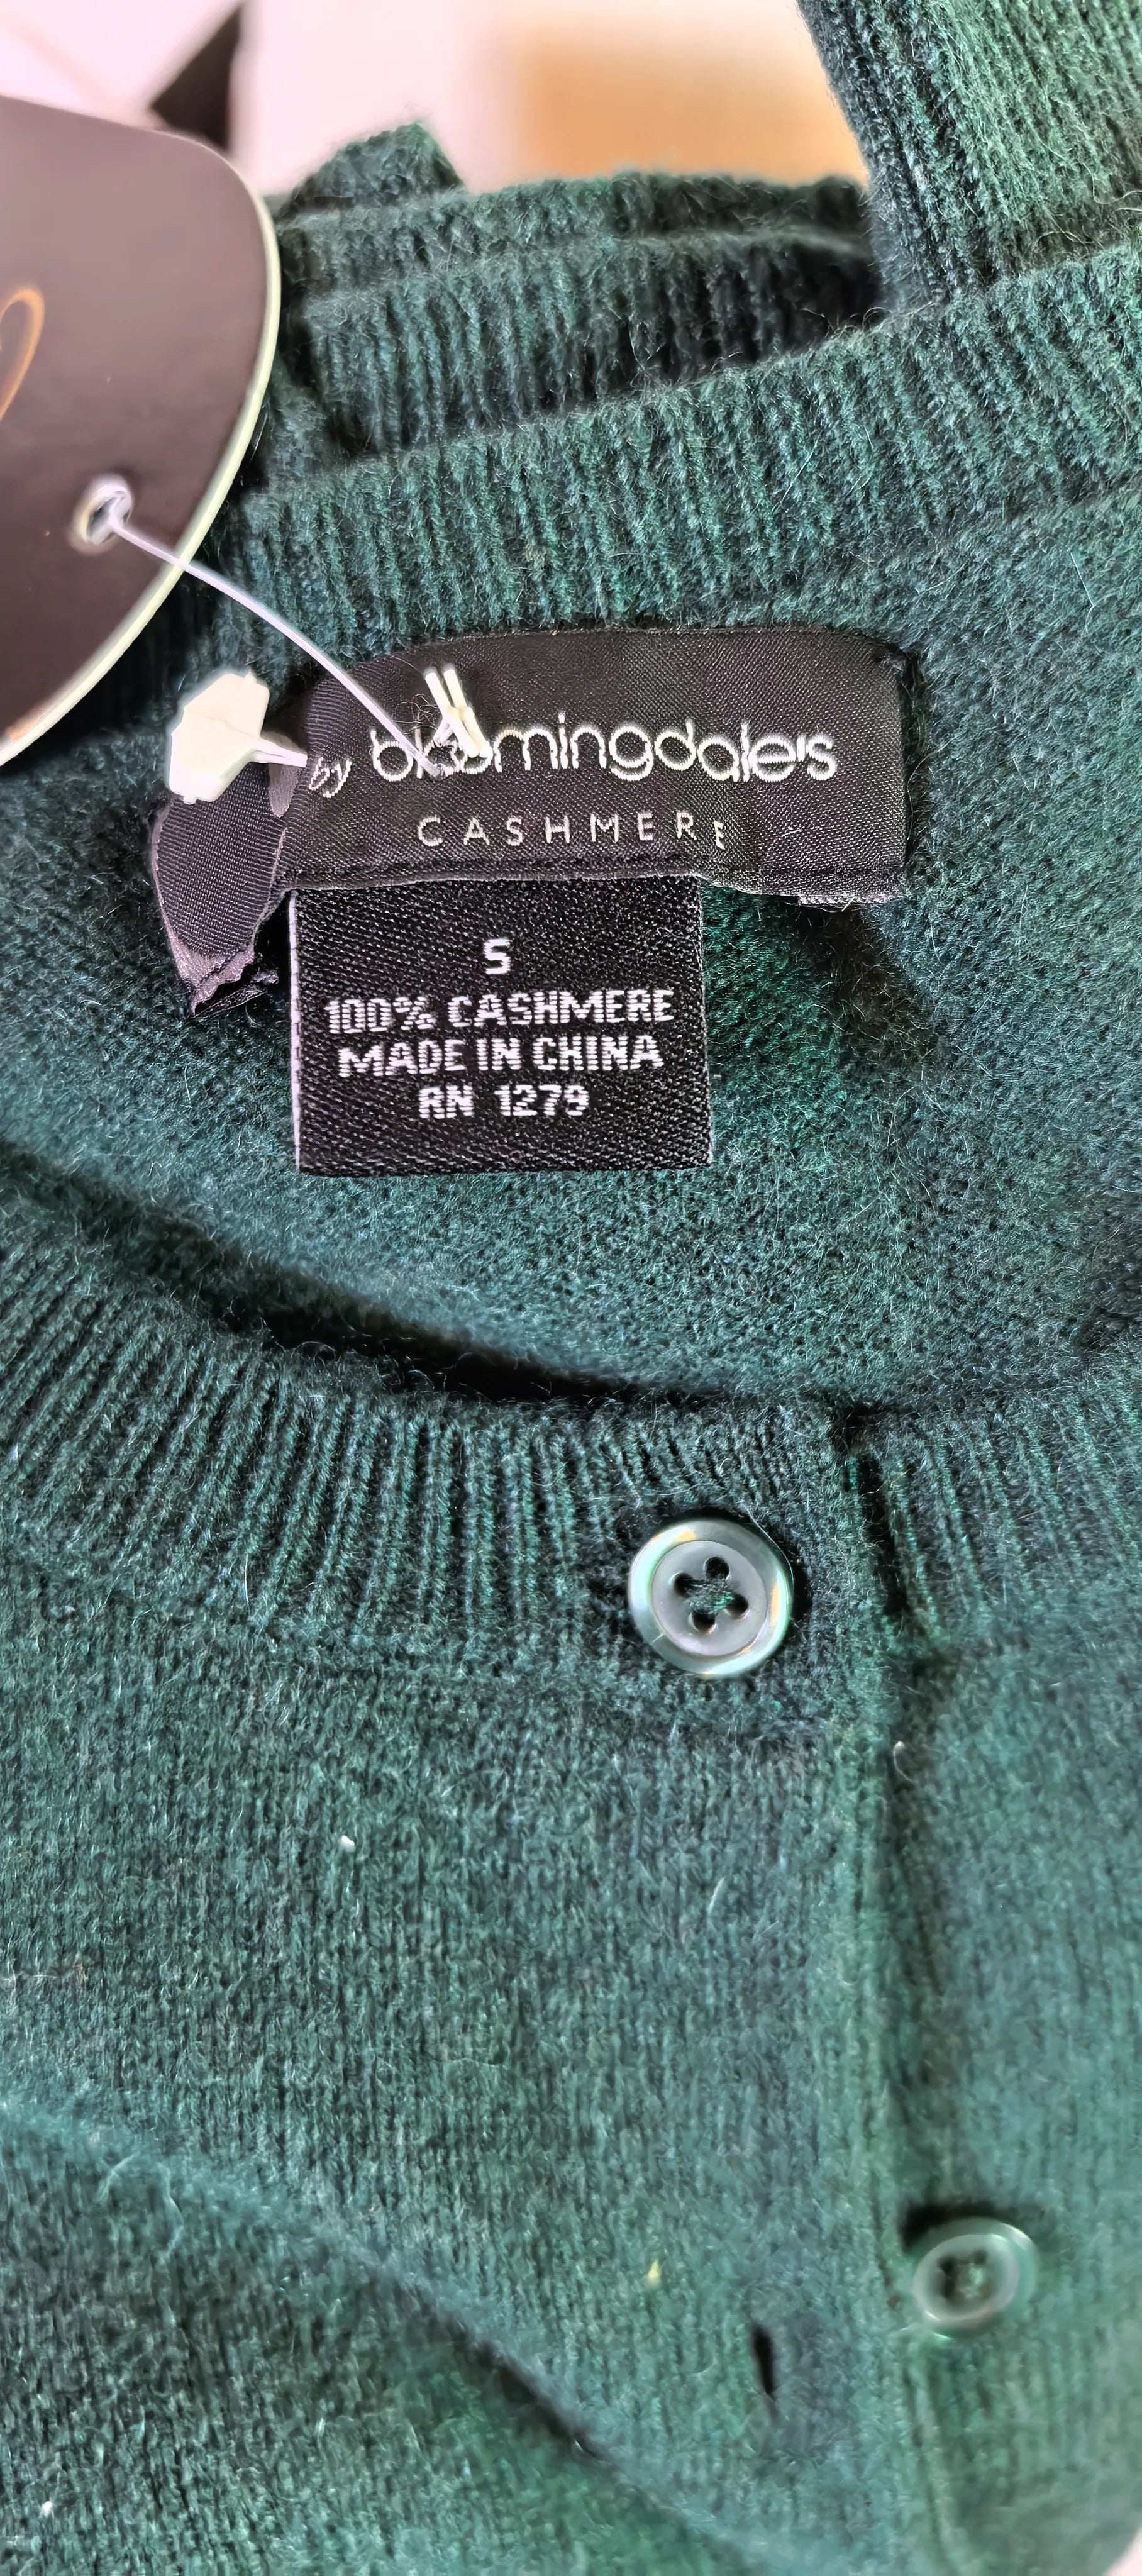 by bloomingdale's
CASHMERE
S
100% CASHMERE
MADE IN CHINA
RN 1279